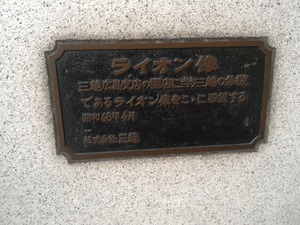 ライオン像
三越広島支店の開店に当り三越の象徴
であるライオン像をここに設置する
昭和48年4月
株式会社三越